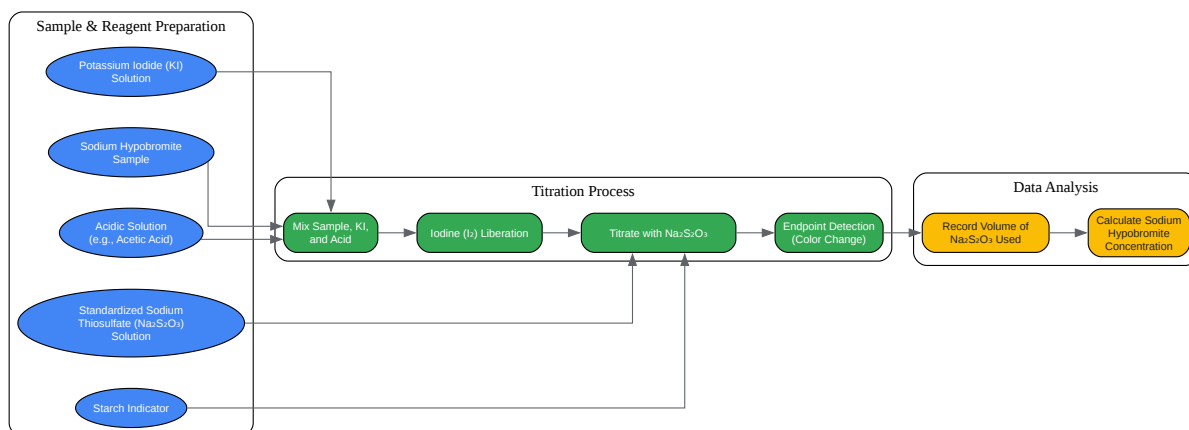 Sample & Reagent Preparation
Potassium Iodide (KI)
Solution
Sodium Hypobromite
Sample
Acidic Solution
(e.g., Acetic Acid)
Standardized Sodium
Thiosulfate (Na₂S₂O₃)
Solution
Starch Indicator
Titration Process
Mix Sample, KI,
and Acid
Iodine (I₂) Liberation
Titrate with Na₂S₂O₃
Endpoint Detection
(Color Change)
Data Analysis
Record Volume of
Na₂S₂O₃ Used
Calculate Sodium
Hypobromite
Concentration